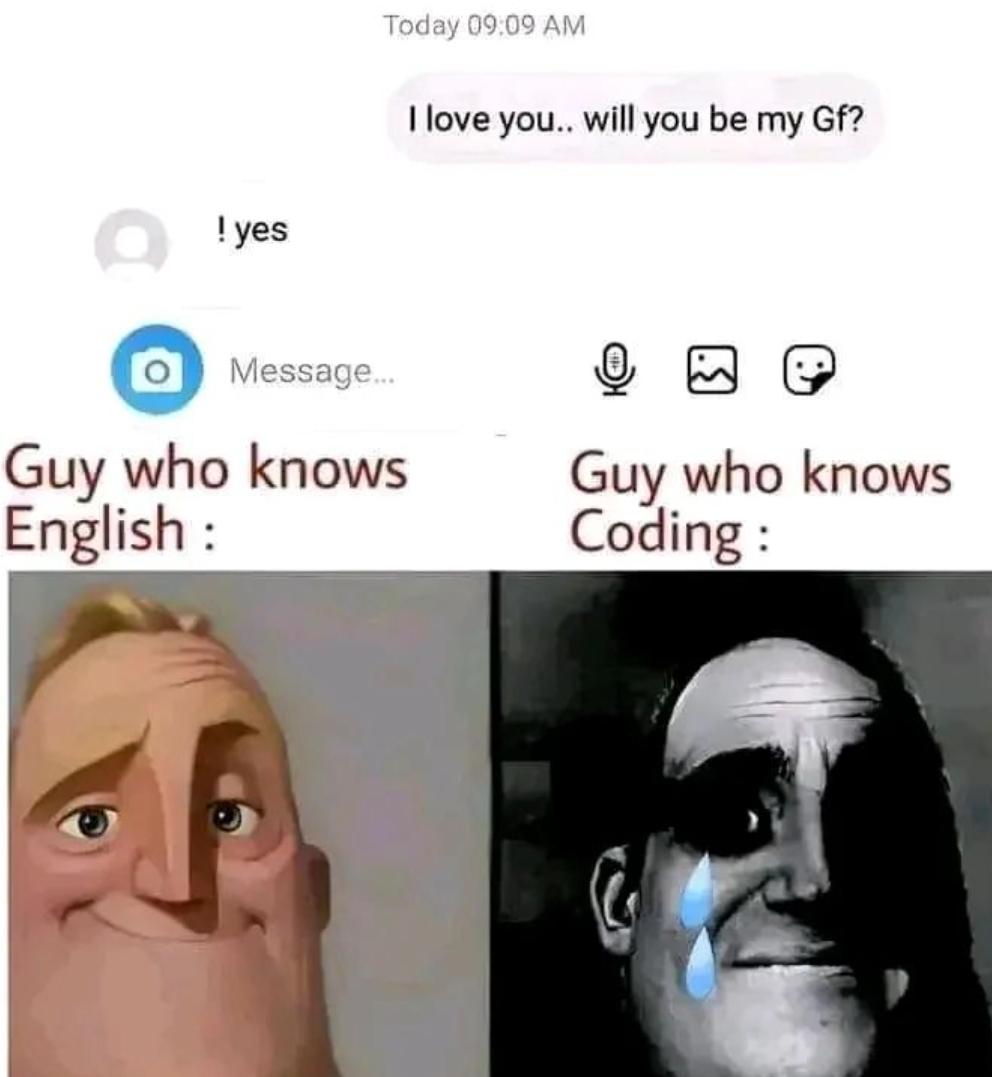 Today 09:09 AM
I love you.. will you be my Gf?
! yes
Message...
Guy who knows
English :
Guy who knows
Coding :